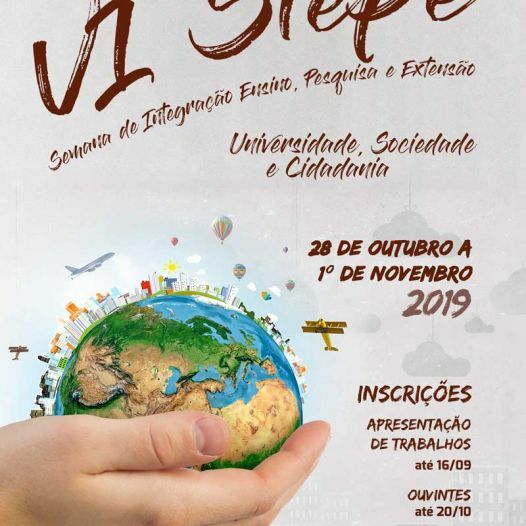 VI Siepe
Semana de Integração Ensino, Pesquisa e Extensão
Universidade, Sociedade
e Cidadania
28 DE OUTUBRO A
1º DE NOVEMBRO
2019
INSCRIÇÕES
APRESENTAÇÃO
DE TRABALHOS
até 16/09
OUVINTES
até 20/10